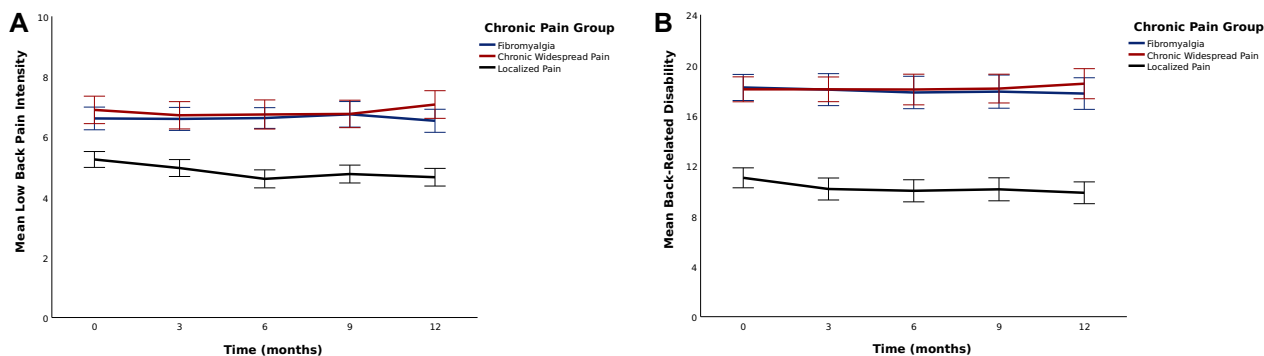 A
Chronic Pain Group
Fibromyalgia
Chronic Widespread Pain
Localized Pain
Mean Low Back Pain Intensity
10
8
6
4
2
0
0 3 6 9 12
Time (months)
B
Chronic Pain Group
Fibromyalgia
Chronic Widespread Pain
Localized Pain
Mean Back-Related Disability
24
20
16
12
8
4
0
0 3 6 9 12
Time (months)